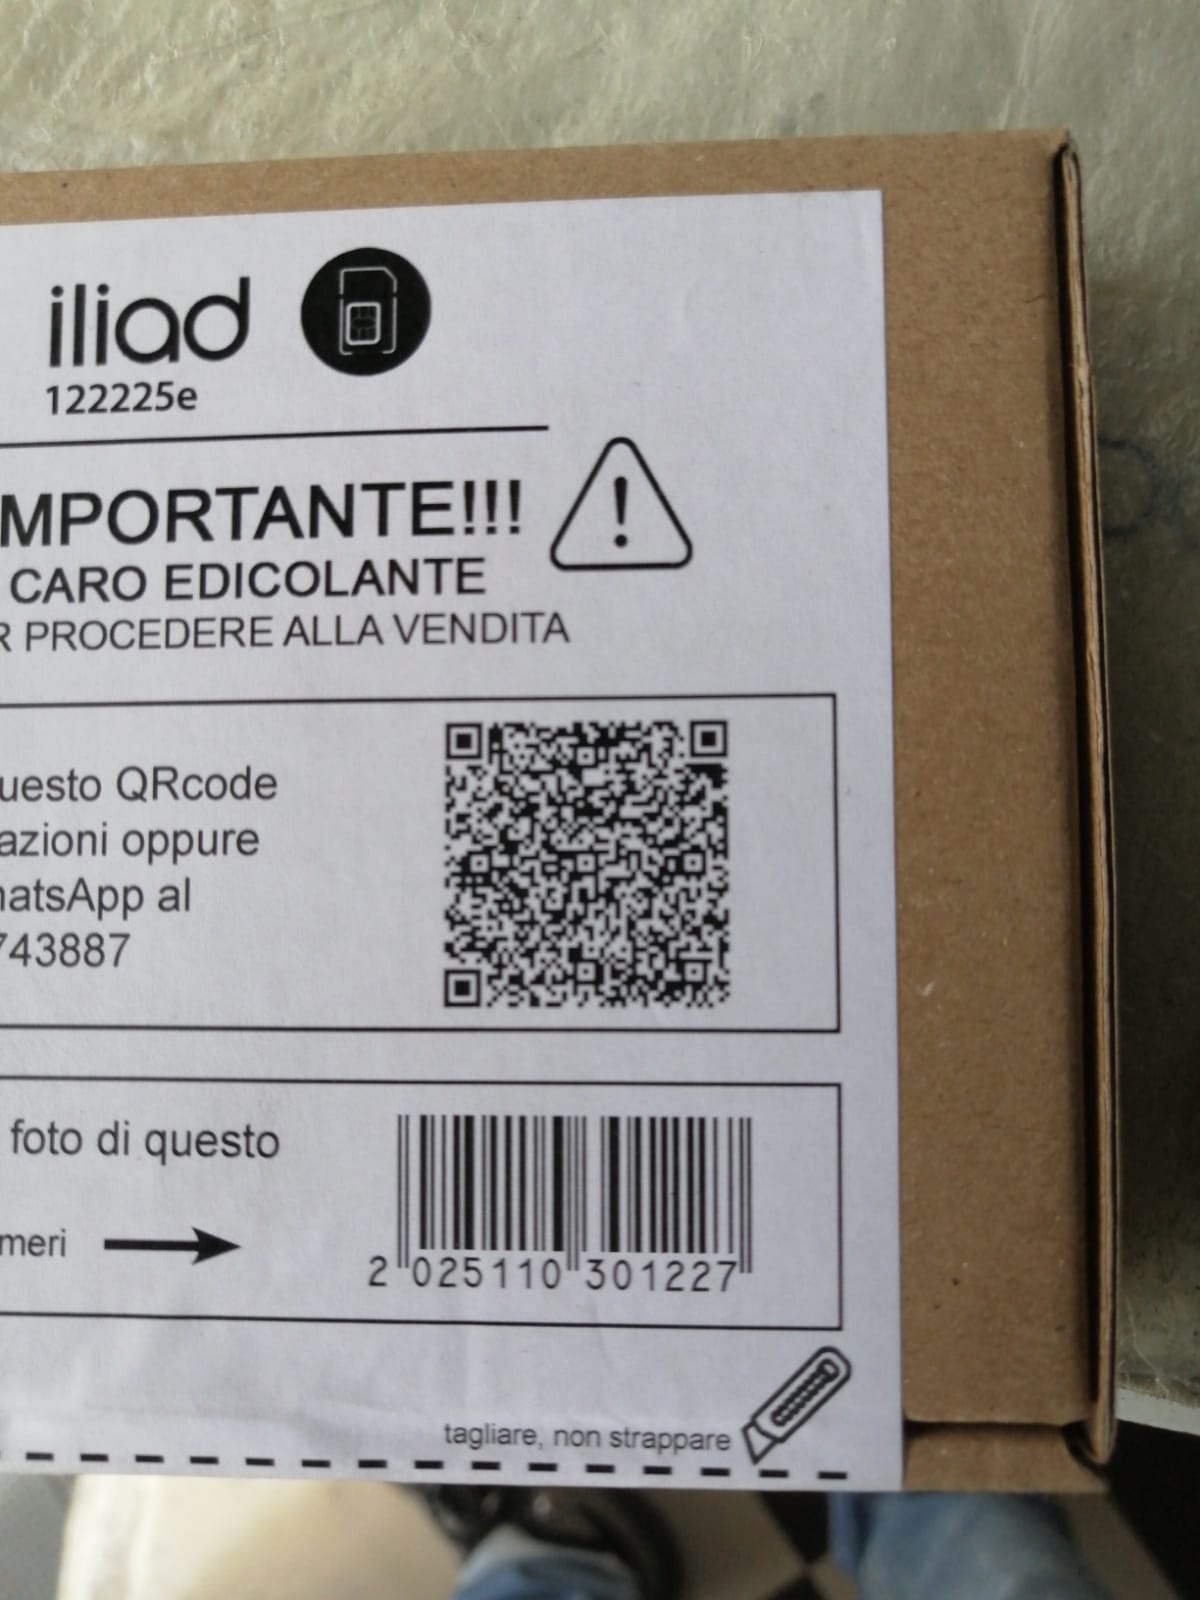 iliad
122225e
MPORTANTE!!!
CARO EDICOLANTE
R PROCEDERE ALLA VENDITA
uesto QRcode
azioni oppure
hatsApp al
743887
foto di questo
meri
2 025110 301227
tagliare, non strappare